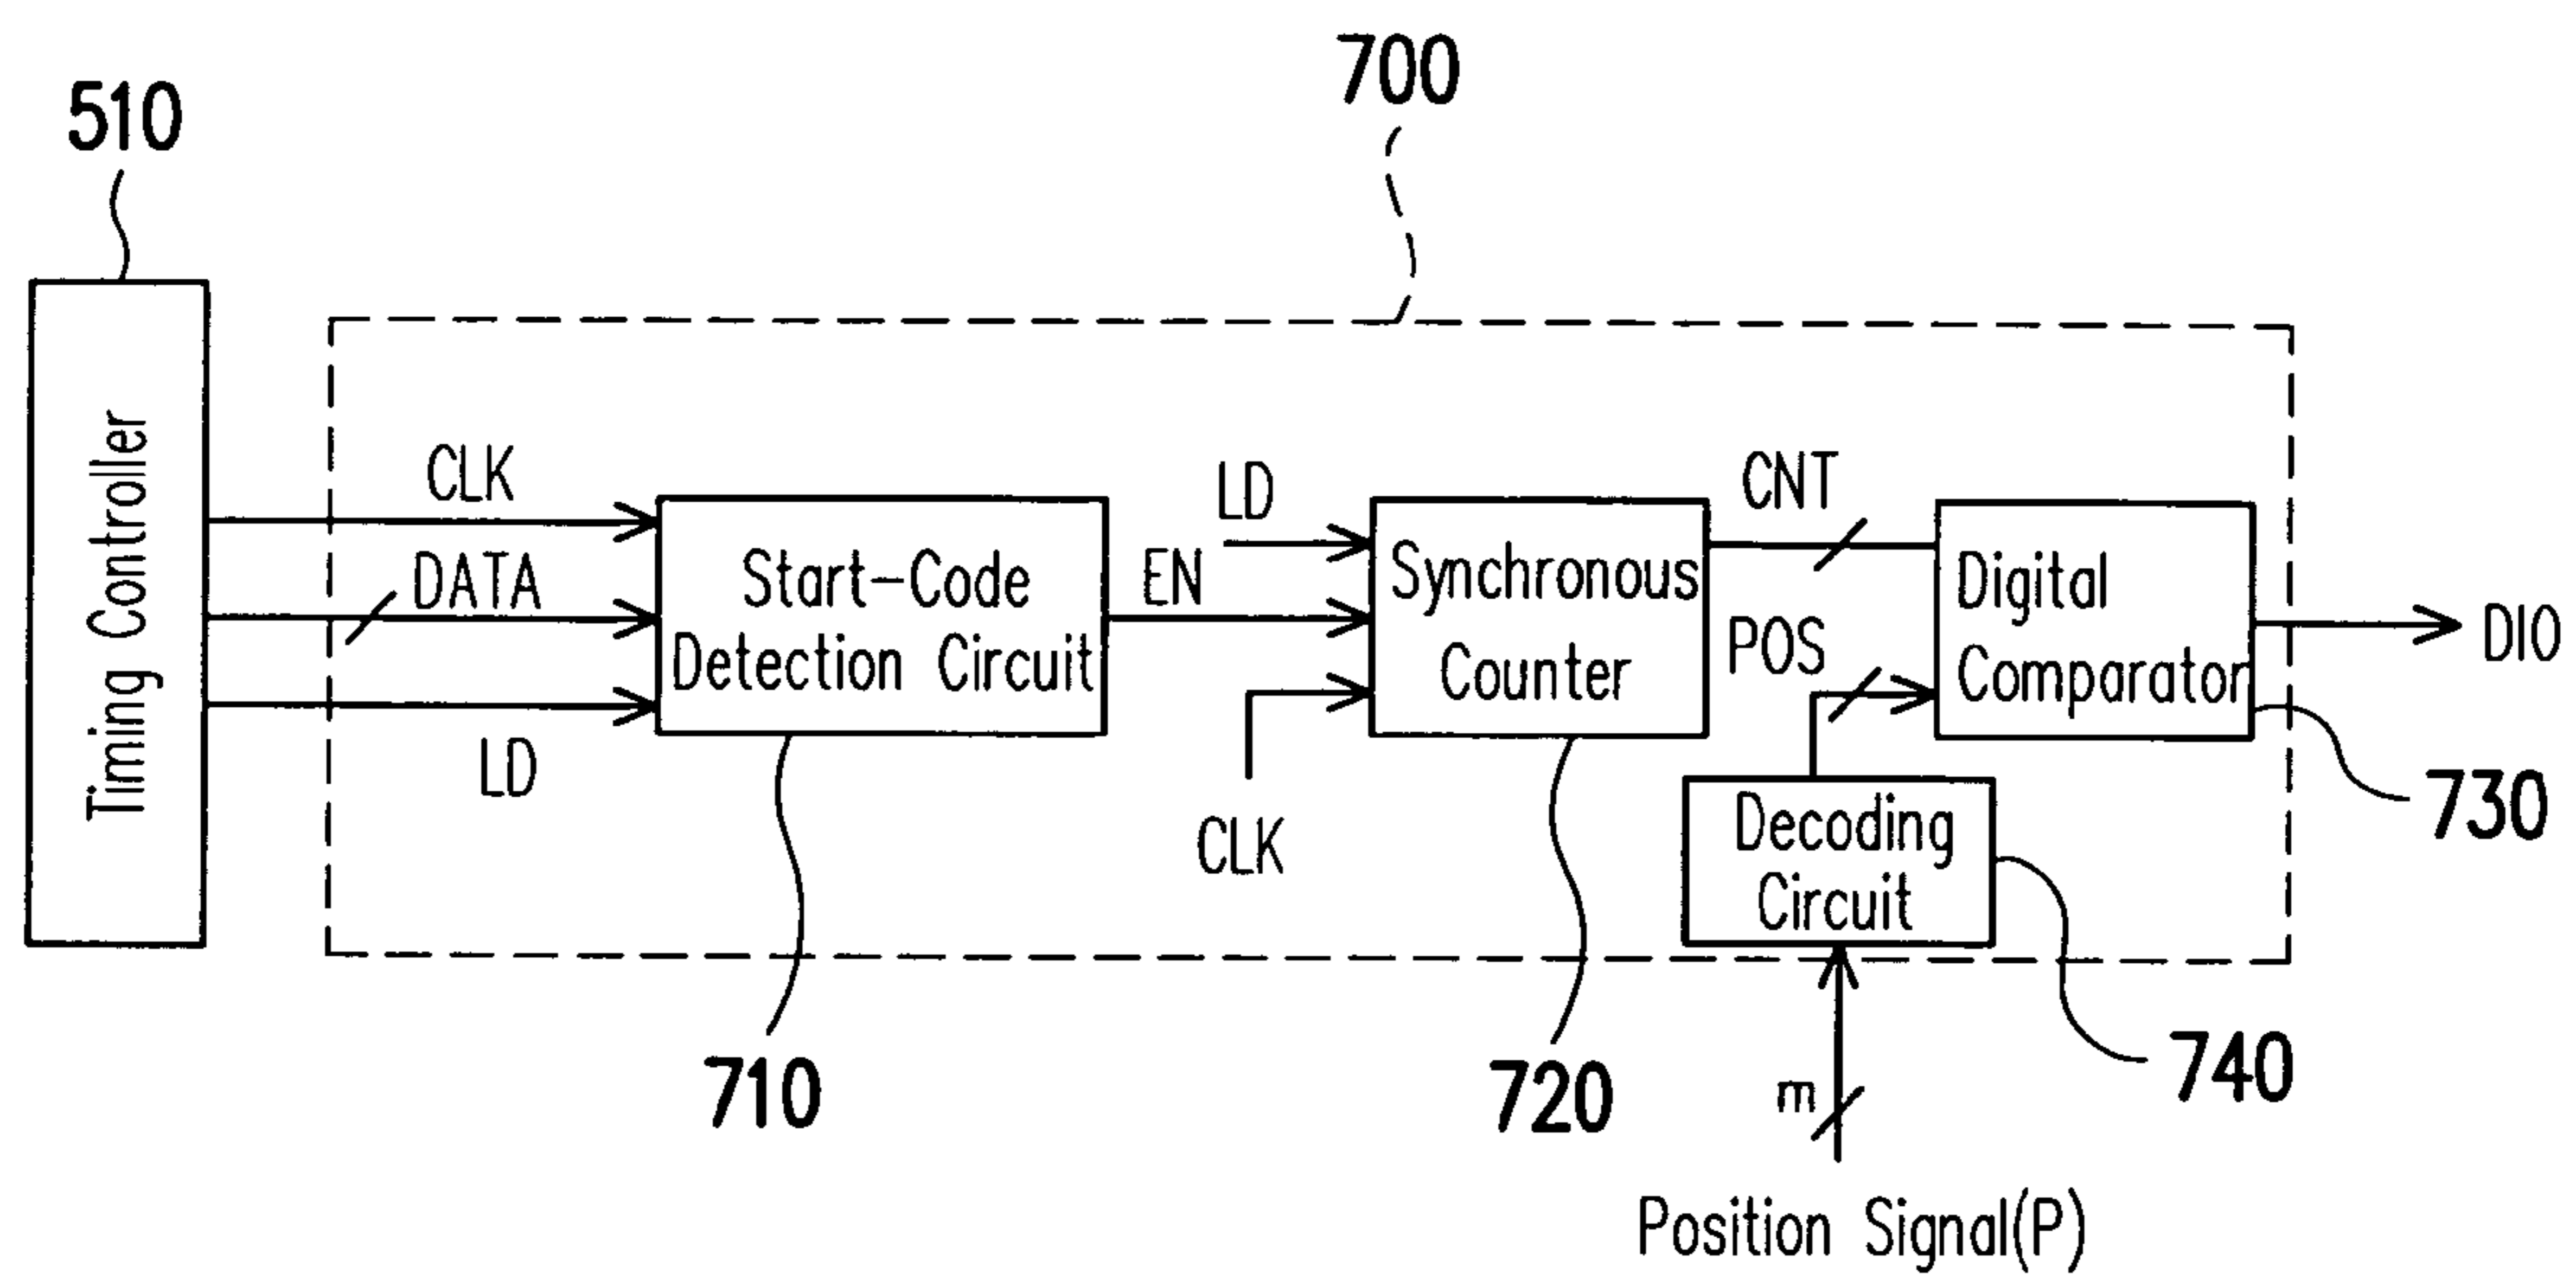 700
510
Timing Controller
CLK
DATA
LD
Start-Code
Detection Circuit
EN
LD
CLK
Synchronous
Counter
CNT
POS
Digital
Comparator
DIO
Decoding
Circuit
730
740
710
720
m
Position Signal(P)